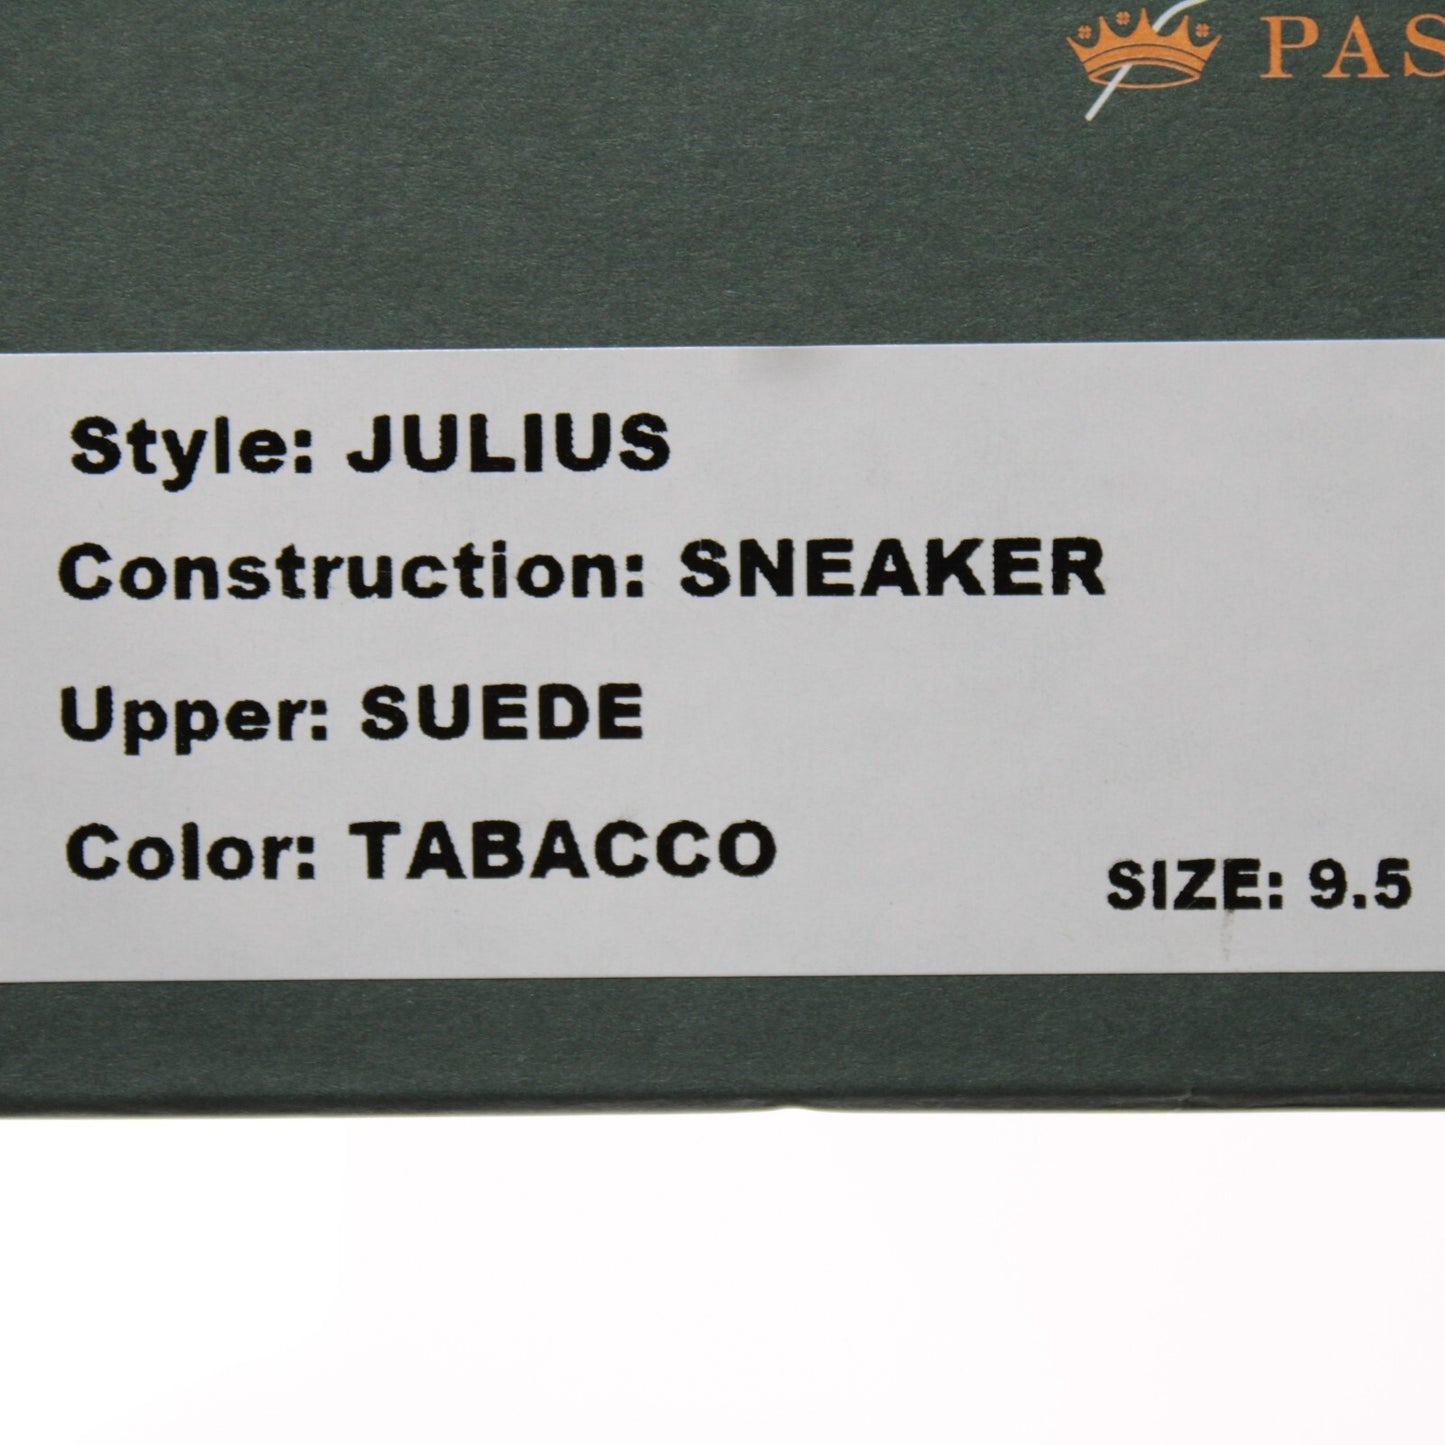 PAS
Style: JULIUS
Construction: SNEAKER
Upper: SUEDE
Color: TABACCO
SIZE: 9.5